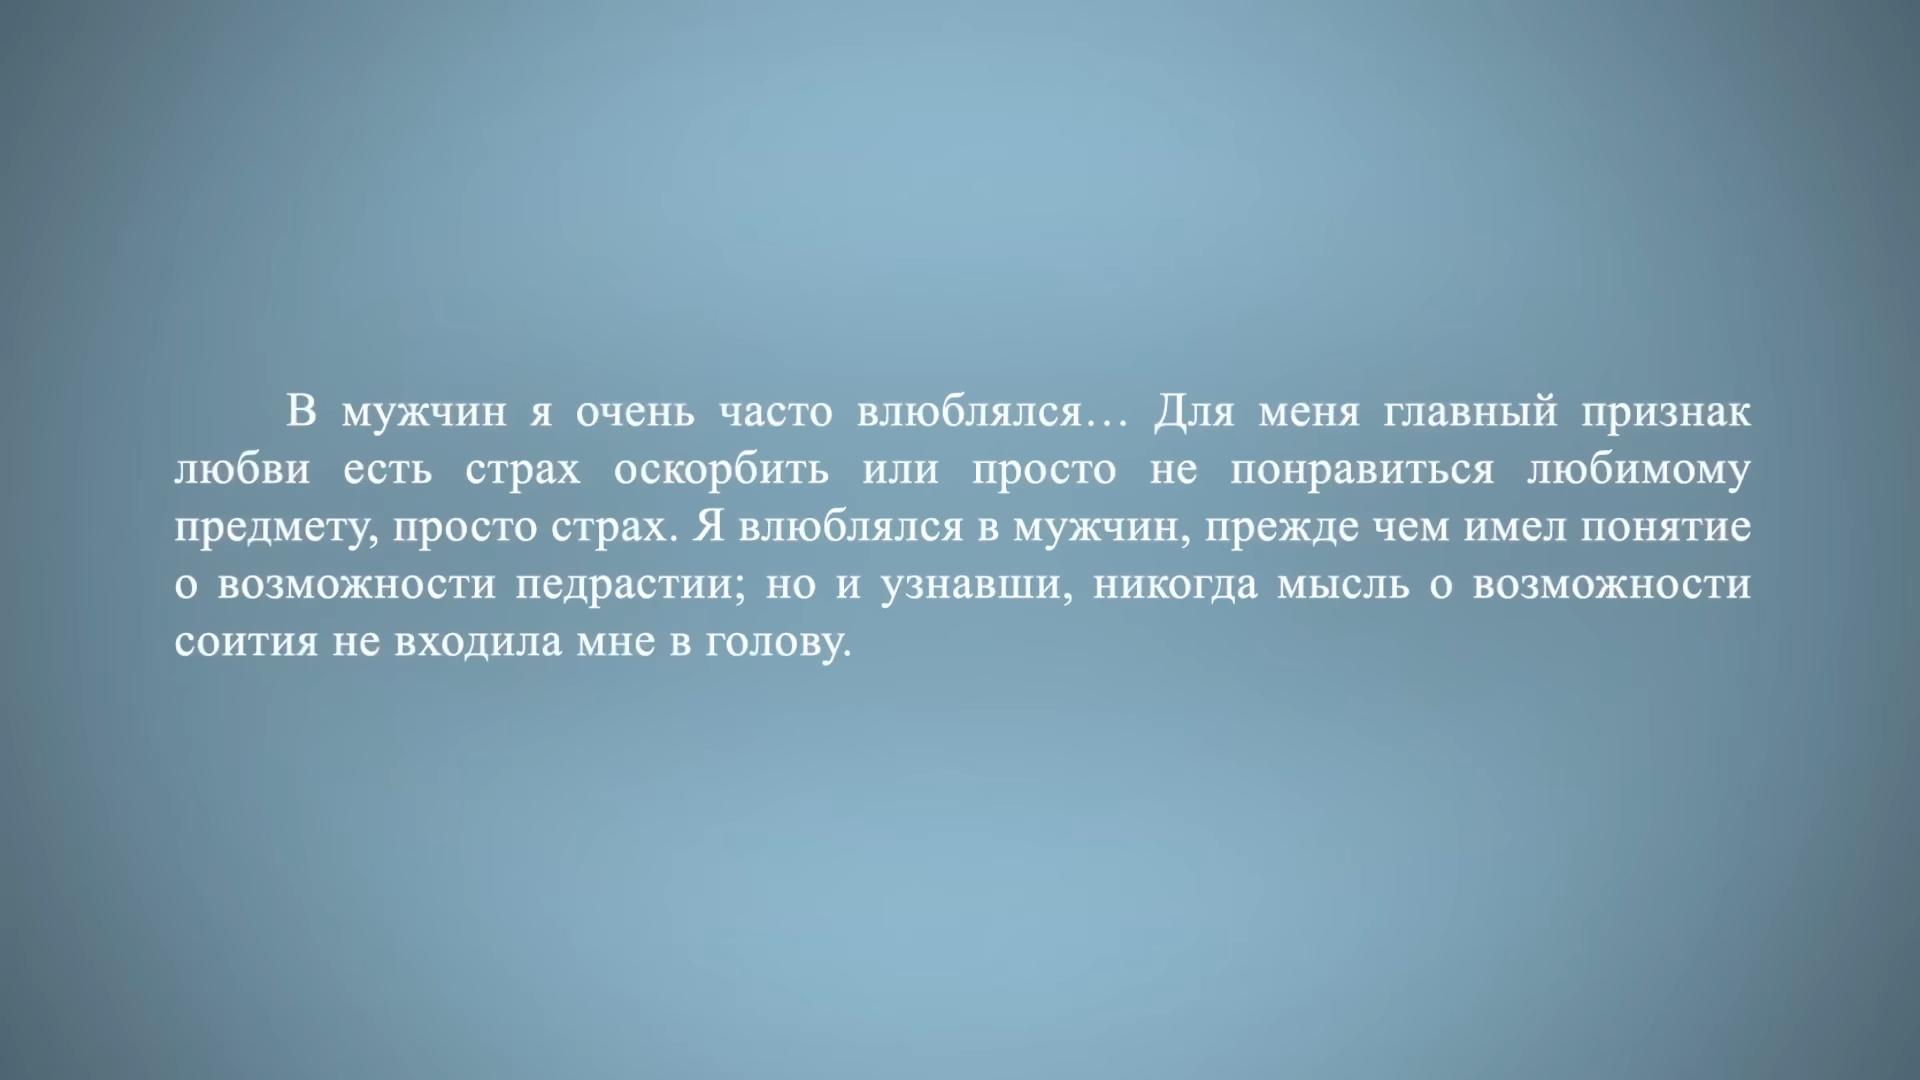 В мужчин я очень часто влюблялся… Для меня главный признак
любви есть страх оскорбить или просто не понравиться любимому
предмету, просто страх. Я влюблялся в мужчин, прежде чем имел понятие
о возможности педрастии; но и узнавши, никогда мысль о возможности
соития не входила мне в голову.